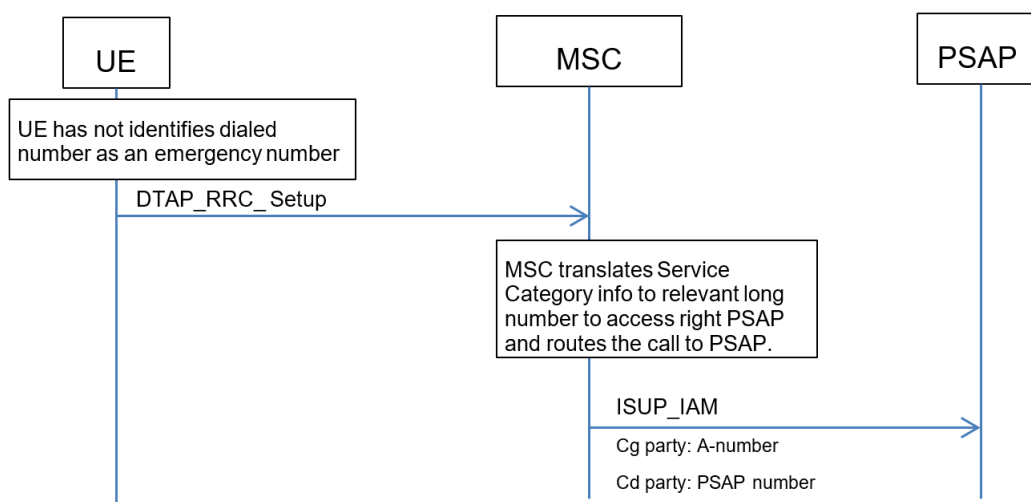 UE
MSC
PSAP
UE has not identifies dialed
number as an emergency number
DTAP_RRC_ Setup
MSC translates Service
Category info to relevant long
number to access right PSAP
and routes the call to PSAP.
ISUP_IAM
Cg party: A-number
Cd party: PSAP number